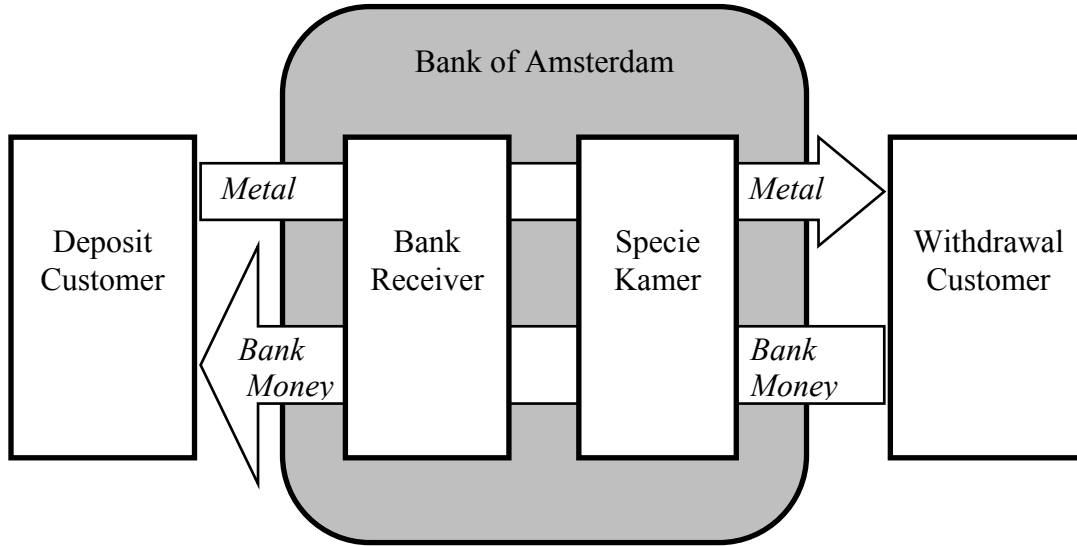 Bank of Amsterdam
Metal
Metal
Deposit
Customer
Bank
Receiver
Specie
Kamer
Withdrawal
Customer
Bank
Money
Bank
Money